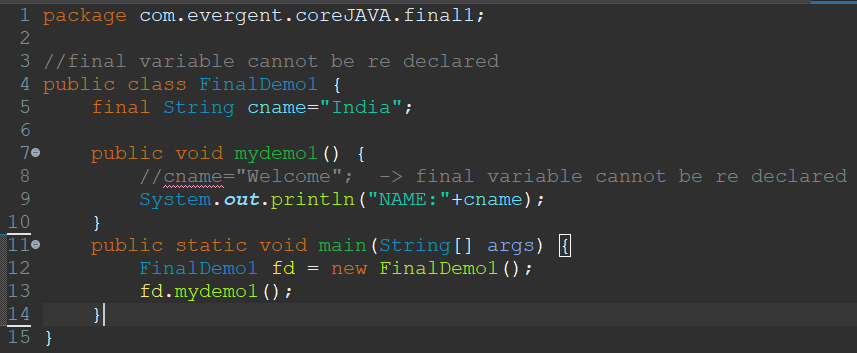 1 package com.evergent.coreJAVA.final1;
2
3 //final variable cannot be re declared
4 public class FinalDemo1 {
5     final String cname="India";
6
7     public void mydemo1() {
8         //cname="Welcome";  -> final variable cannot be re declared
9         System.out.println("NAME:"+cname);
10     }
11     public static void main(String[] args) {
12         FinalDemo1 fd = new FinalDemo1();
13         fd.mydemo1();
14     }
15 }